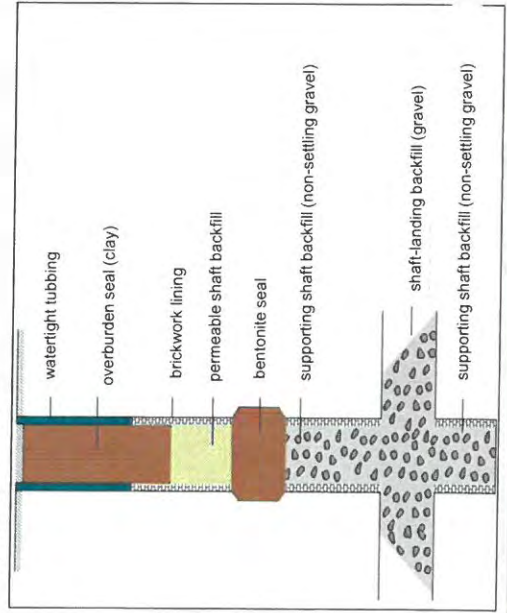 watertight tubbing
overburden seal (clay)
brickwork lining
permeable shaft backfill
bentonite seal
supporting shaft backfill (non-settling gravel)
shaft-landing backfill (gravel)
supporting shaft backfill (non-settling gravel)